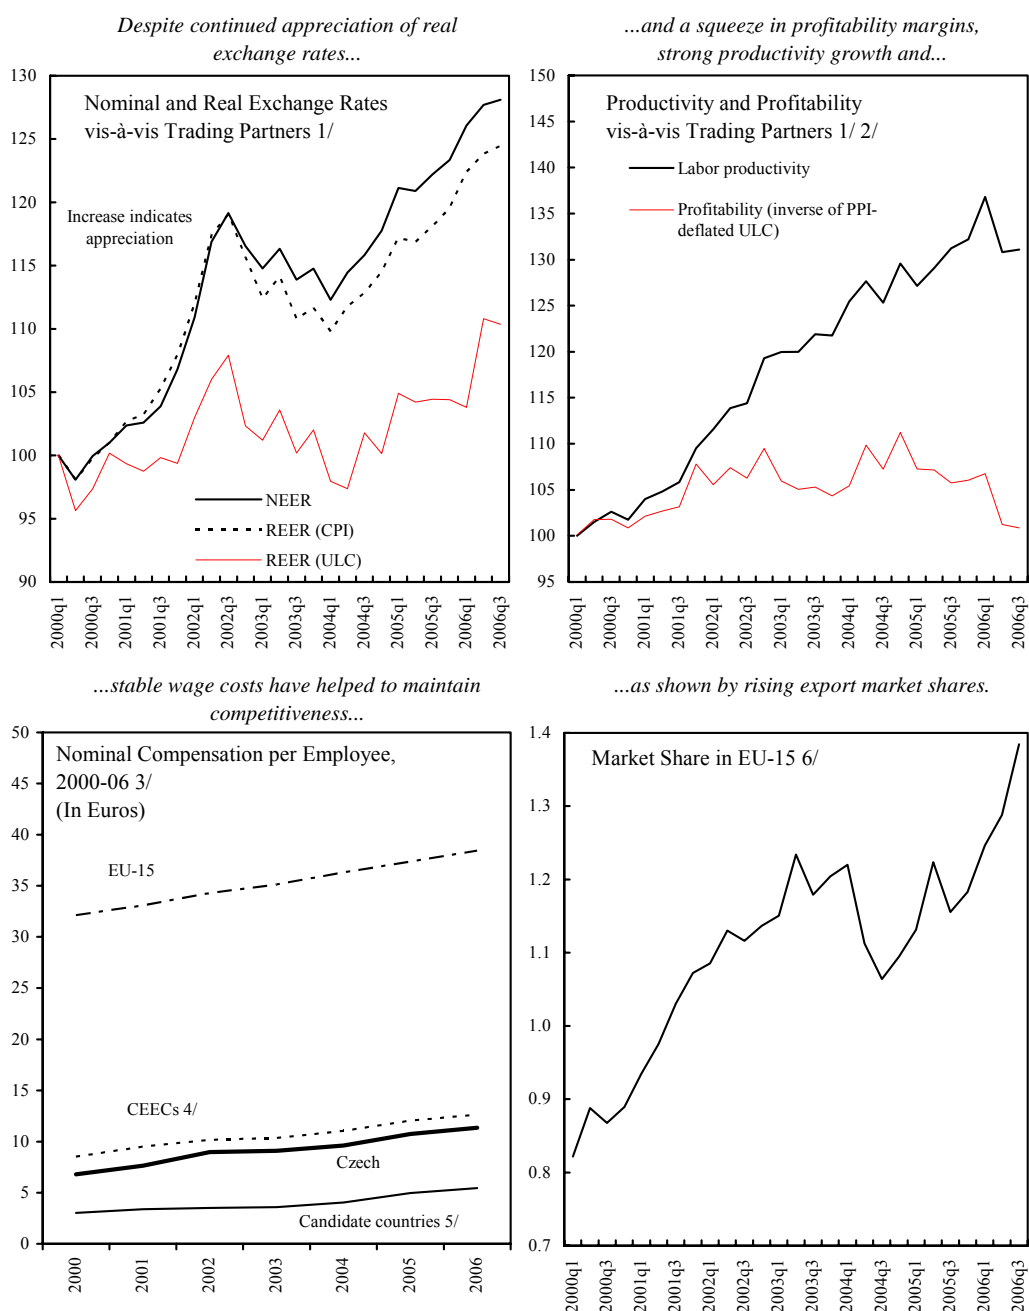 Despite continued appreciation of real
exchange rates...
130
125
120
115
110
105
100
95
90
Nominal and Real Exchange Rates
vis-à-vis Trading Partners 1/
Increase indicates
appreciation
NEER
REER (CPI)
REER (ULC)
2000q1
2000q3
2001q1
2001q3
2002q1
2002q3
2003q1
2003q3
2004q1
2004q3
2005q1
2005q3
2006q1
2006q3
...and a squeeze in profitability margins,
strong productivity growth and...
150
145
140
135
130
125
120
115
110
105
100
95
Productivity and Profitability
vis-à-vis Trading Partners 1/ 2/
Labor productivity
Profitability (inverse of PPI-
deflated ULC)
2000q1
2000q3
2001q1
2001q3
2002q1
2002q3
2003q1
2003q3
2004q1
2004q3
2005q1
2005q3
2006q1
2006q3
...stable wage costs have helped to maintain
competitiveness...
50
45
40
35
30
25
20
15
10
5
0
Nominal Compensation per Employee,
2000-06 3/
(In Euros)
EU-15
CEECs 4/
Czech
Candidate countries 5/
2000
2001
2002
2003
2004
2005
2006
...as shown by rising export market shares.
1.4
1.3
1.2
1.1
1.0
0.9
0.8
0.7
Market Share in EU-15 6/
2000q1
2000q3
2001q1
2001q3
2002q1
2002q3
2003q1
2003q3
2004q1
2004q3
2005q1
2005q3
2006q1
2006q3